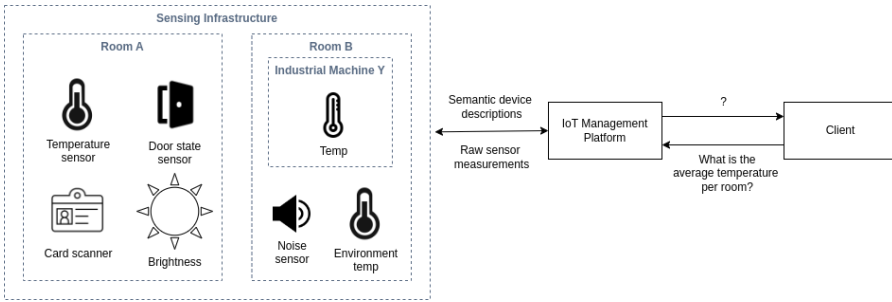 Sensing Infrastructure
Room A
Room B
Industrial Machine Y
Temperature
sensor
Door state
sensor
Temp
Card scanner
Brightness
Noise
sensor
Environment
temp
Semantic device
descriptions
Raw sensor
measurements
IoT Management
Platform
?
What is the
average temperature
per room?
Client